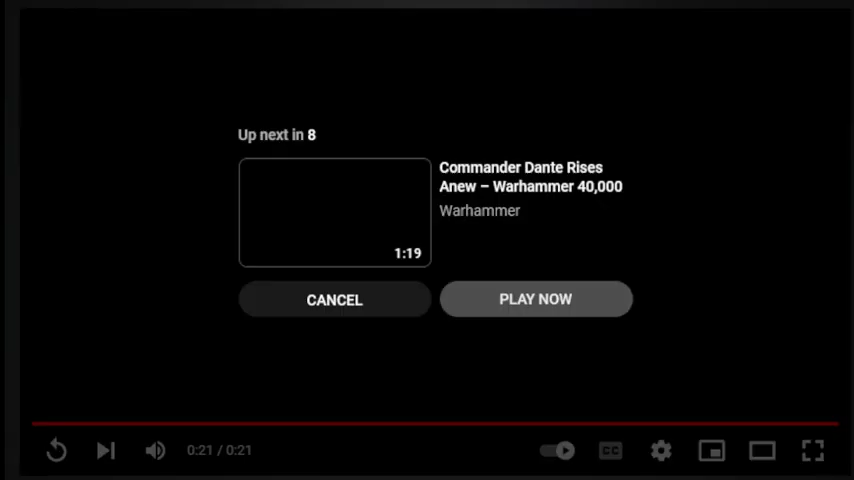 Up next in 8
Commander Dante Rises
Anew – Warhammer 40,000
Warhammer
1:19
CANCEL
PLAY NOW
0:21 / 0:21
CC